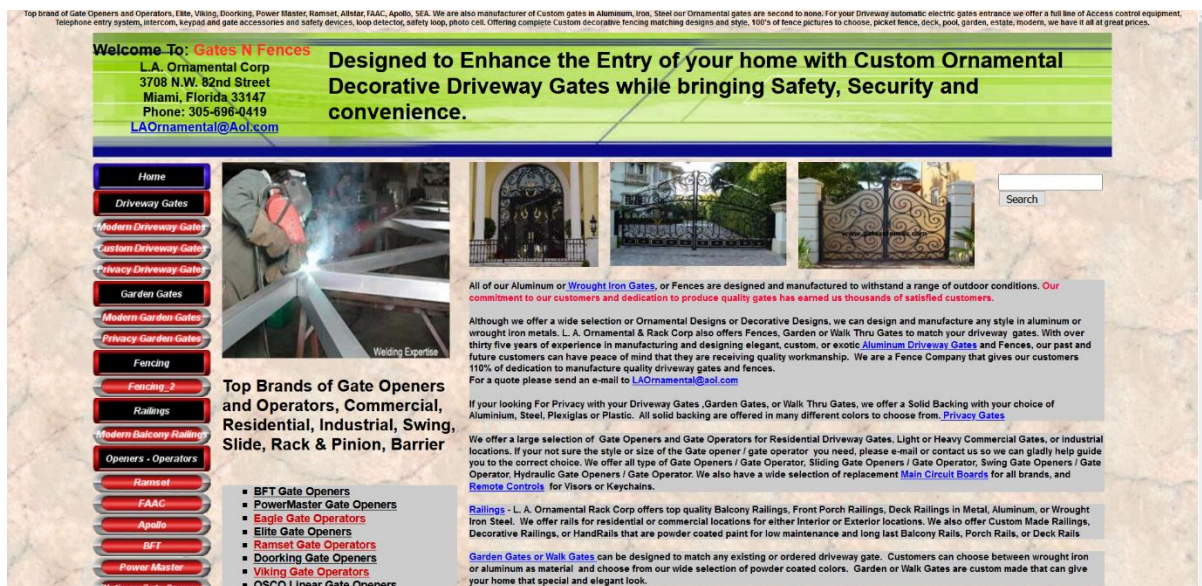 Top brand of Gate Openers and Operators, Elite, Viking, Doorking, Power Master, Ramset, Allstar, FAAC, Apollo, SEA. We are also manufacturer of Custom gates in Aluminum, Iron, Steel our Ornamental gates are second to none. For your Driveway automatic electric gates entrance we offer a full line of Access control equipment,
Telephone entry system, intercom, keypad and gate accessories and safety devices, loop detector, safety loop, photo cell. Offering complete Custom decorative fencing matching designs and style, 100's of fence pictures to choose, picket fence, deck, pool, garden, estate, modern, we have it all at great prices.
Welcome To: Gates N Fences
L.A. Ornamental Corp
3708 N.W. 82nd Street
Miami, Florida 33147
Phone: 305-696-0419
LAOrnamental@Aol.com
Designed to Enhance the Entry of your home with Custom Ornamental
Decorative Driveway Gates while bringing Safety, Security and
convenience.
Home
Driveway Gates
Modern Driveway Gates
Custom Driveway Gates
Privacy Driveway Gates
Garden Gates
Modern Garden Gates
Privacy Garden Gates
Fencing
Fencing_2
Railings
Modern Balcony Railings
Openers - Operators
Ramset
FAAC
Apollo
BFT
Power Master
Welding Expertise
Top Brands of Gate Openers
and Operators, Commercial,
Residential, Industrial, Swing,
Slide, Rack & Pinion, Barrier
BFT Gate Openers
PowerMaster Gate Openers
Eagle Gate Operators
Elite Gate Openers
Ramset Gate Operators
Doorking Gate Openers
Viking Gate Operators
OSCO Linear Gate Openers
Search
All of our Aluminum or Wrought Iron Gates, or Fences are designed and manufactured to withstand a range of outdoor conditions. Our
commitment to our customers and dedication to produce quality gates has earned us thousands of satisfied customers.
Although we offer a wide selection or Ornamental Designs or Decorative Designs, we can design and manufacture any style in aluminum or
wrought iron metals. L. A. Ornamental & Rack Corp also offers Fences, Garden or Walk Thru Gates to match your driveway gates. With over
thirty five years of experience in manufacturing and designing elegant, custom, or exotic Aluminum Driveway Gates and Fences, our past and
future customers can have peace of mind that they are receiving quality workmanship. We are a Fence Company that gives our customers
110% of dedication to manufacture quality driveway gates and fences.
For a quote please send an e-mail to LAOrnamental@aol.com
If your looking For Privacy with your Driveway Gates ,Garden Gates, or Walk Thru Gates, we offer a Solid Backing with your choice of
Aluminium, Steel, Plexiglas or Plastic. All solid backing are offered in many different colors to choose from. Privacy Gates
We offer a large selection of Gate Openers and Gate Operators for Residential Driveway Gates, Light or Heavy Commercial Gates, or industrial
locations. If your not sure the style or size of the Gate opener / gate operator you need, please e-mail or contact us so we can gladly help guide
you to the correct choice. We offer all type of Gate Openers / Gate Operator, Sliding Gate Openers / Gate Operator, Swing Gate Openers / Gate
Operator, Hydraulic Gate Openers / Gate Operator. We also have a wide selection of replacement Main Circuit Boards for all brands, and
Remote Controls for Visors or Keychains.
Railings - L. A. Ornamental Rack Corp offers top quality Balcony Railings, Front Porch Railings, Deck Railings in Metal, Aluminum, or Wrought
Iron Steel. We offer rails for residential or commercial locations for either Interior or Exterior locations. We also offer Custom Made Railings,
Decorative Railings, or HandRails that are powder coated paint for low maintenance and long last Balcony Rails, Porch Rails, or Deck Rails
Garden Gates or Walk Gates can be designed to match any existing or ordered driveway gate. Customers can choose between wrought iron
or aluminum as material and choose from our wide selection of powder coated colors. Garden or Walk Gates are custom made that can give
your home that special and elegant look.